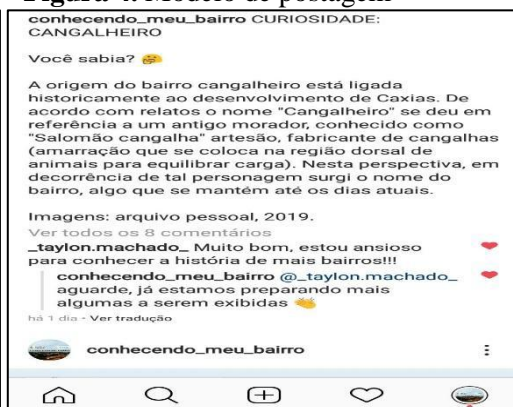 Figura 4. Modelo de postagem
conhecendo_meu_bairro CURIOSIDADE:
CANGALHEIRO
Você sabia? 🤔
A origem do bairro cangalheiro está ligada
historicamente ao desenvolvimento de Caxias. De
acordo com relatos o nome "Cangalheiro" se deu em
referência a um antigo morador, conhecido como
"Salomão cangalha" artesão, fabricante de cangalhas
(amarração que se coloca na região dorsal de
animais para equilibrar carga). Nesta perspectiva, em
decorrência de tal personagem surgi o nome do
bairro, algo que se mantém até os dias atuais.
Imagens: arquivo pessoal, 2019.
Ver todos os 8 comentários
_taylon.machado_ Muito bom, estou ansioso
para conhecer a história de mais bairros!!!
conhecendo_meu_bairro @_taylon.machado_
aguarde, já estamos preparando mais
algumas a serem exibidas 👏
há 1 dia • Ver tradução
conhecendo_meu_bairro